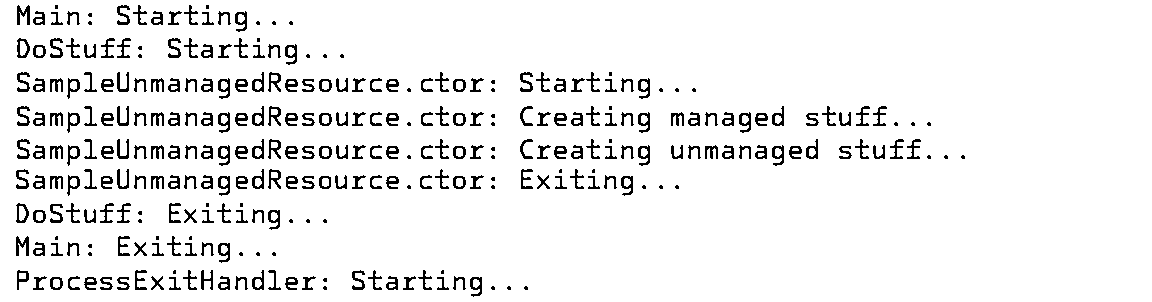 Main: Starting...
DoStuff: Starting...
SampleUnmanagedResource.ctor: Starting...
SampleUnmanagedResource.ctor: Creating managed stuff...
SampleUnmanagedResource.ctor: Creating unmanaged stuff...
SampleUnmanagedResource.ctor: Exiting...
DoStuff: Exiting...
Main: Exiting...
ProcessExitHandler: Starting...